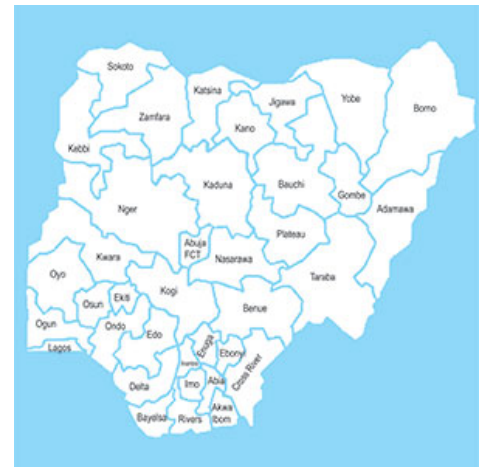 Sokoto
Katsina
Jigawa
Yobe
Borno
Zamfara
Kano
Kebbi
Kaduna
Bauchi
Gombe
Adamawa
Nger
Plateau
Abuja
FCT
Nasarawa
Kwara
Taraba
Oyo
Kogi
Osun
Ekiti
Benue
Ogun
Ondo
Edo
Enugu
Ebonyi
Lagos
Cross River
Delta
Imo
Abia
Bayelsa
Rivers
Akwa
Ibom